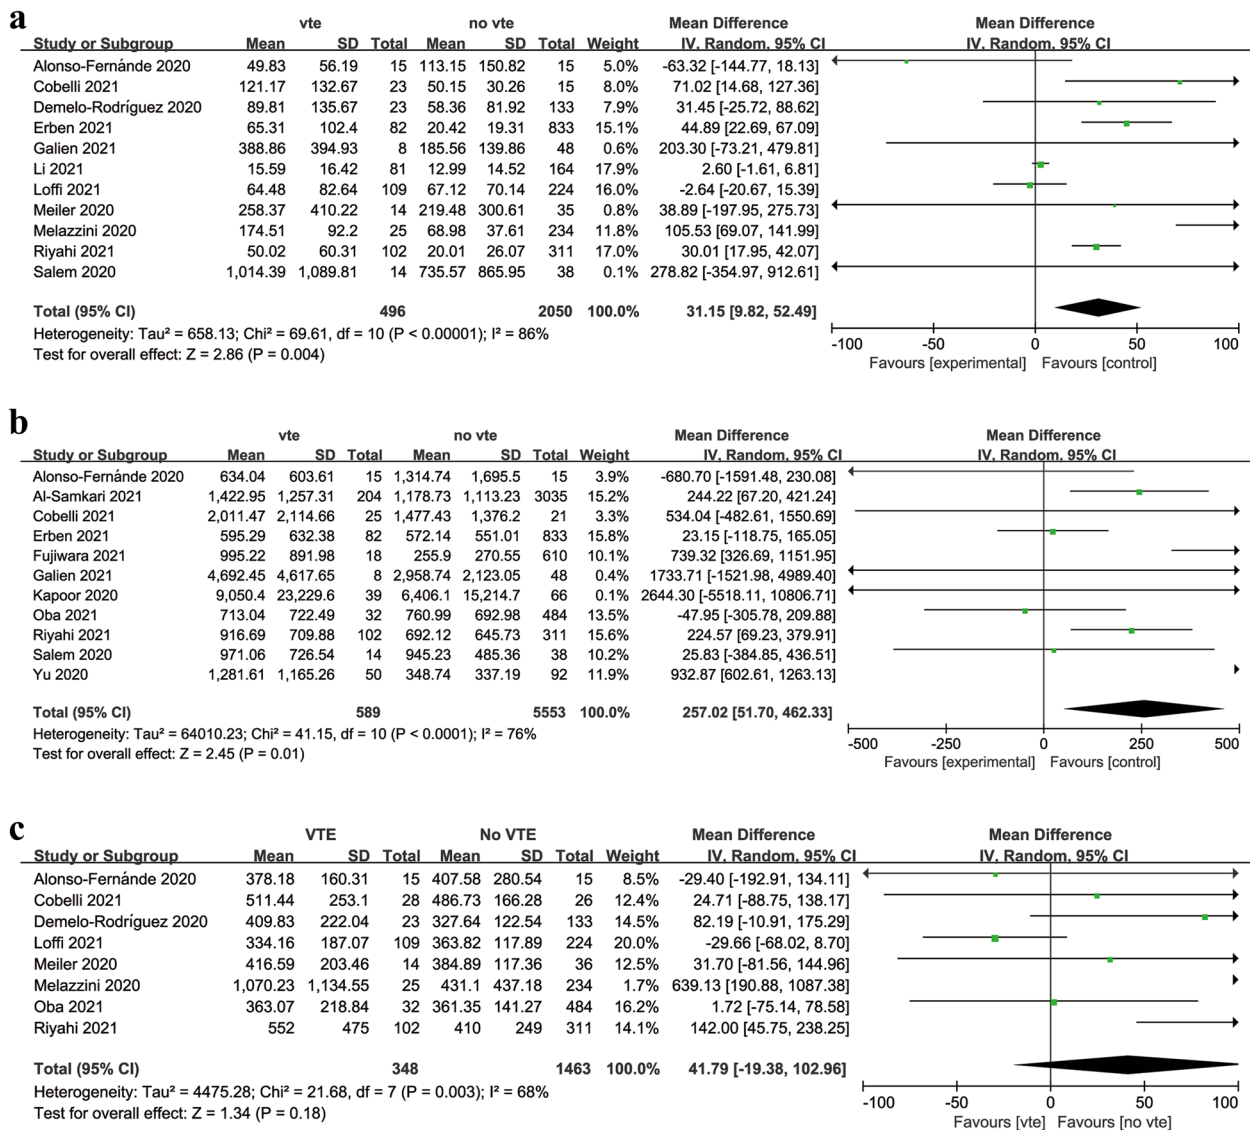 a
vte no vte Mean Difference Mean Difference
Study or Subgroup Mean SD Total Mean SD Total Weight IV, Random, 95% CI IV, Random, 95% CI
Alonso-Fernánde 2020 49.83 56.19 15 113.15 150.82 15 5.0% -63.32 [-144.77, 18.13]
Cobelli 2021 121.17 132.67 23 50.15 30.26 15 8.0% 71.02 [14.68, 127.36]
Demelo-Rodríguez 2020 89.81 135.67 23 58.36 81.92 133 7.9% 31.45 [-25.72, 88.62]
Erben 2021 65.31 102.4 82 20.42 19.31 833 15.1% 44.89 [22.69, 67.09]
Galien 2021 388.86 394.93 8 185.56 139.86 48 0.6% 203.30 [-73.21, 479.81]
Li 2021 15.59 16.42 81 12.99 14.52 164 17.9% 2.60 [-1.61, 6.81]
Loffi 2021 64.48 82.64 109 67.12 70.14 224 16.0% -2.64 [-20.67, 15.39]
Meiler 2020 258.37 410.22 14 219.48 300.61 35 0.8% 38.89 [-197.95, 275.73]
Melazzini 2020 174.51 92.2 25 68.98 37.61 234 11.8% 105.53 [69.07, 141.99]
Riyahi 2021 50.02 60.31 102 20.01 26.07 311 17.0% 30.01 [17.95, 42.07]
Salem 2020 1,014.39 1,089.81 14 735.57 865.95 38 0.1% 278.82 [-354.97, 912.61]
Total (95% CI) 496 2050 100.0% 31.15 [9.82, 52.49]
Heterogeneity: Tau² = 658.13; Chi² = 69.61, df = 10 (P < 0.00001); I² = 86%
Test for overall effect: Z = 2.86 (P = 0.004)
-100 -50 0 50 100
Favours [experimental] Favours [control]
b
vte no vte Mean Difference Mean Difference
Study or Subgroup Mean SD Total Mean SD Total Weight IV, Random, 95% CI IV, Random, 95% CI
Alonso-Fernánde 2020 634.04 603.61 15 1,314.74 1,695.5 15 3.9% -680.70 [-1591.48, 230.08]
Al-Samkari 2021 1,422.95 1,257.31 204 1,178.73 1,113.23 3035 15.2% 244.22 [67.20, 421.24]
Cobelli 2021 2,011.47 2,114.66 25 1,477.43 1,376.2 21 3.3% 534.04 [-482.61, 1550.69]
Erben 2021 595.29 632.38 82 572.14 551.01 833 15.8% 23.15 [-118.75, 165.05]
Fujiwara 2021 995.22 891.98 18 255.9 270.55 610 10.1% 739.32 [326.69, 1151.95]
Galien 2021 4,692.45 4,617.65 8 2,958.74 2,123.05 48 0.4% 1733.71 [-1521.98, 4989.40]
Kapoor 2020 9,050.4 23,229.6 39 6,406.1 15,214.7 66 0.1% 2644.30 [-5518.11, 10806.71]
Oba 2021 713.04 722.49 32 760.99 692.98 484 13.5% -47.95 [-305.78, 209.88]
Riyahi 2021 916.69 709.88 102 692.12 645.73 311 15.6% 224.57 [69.23, 379.91]
Salem 2020 971.06 726.54 14 945.23 485.36 38 10.2% 25.83 [-384.85, 436.51]
Yu 2020 1,281.61 1,165.26 50 348.74 337.19 92 11.9% 932.87 [602.61, 1263.13]
Total (95% CI) 589 5553 100.0% 257.02 [51.70, 462.33]
Heterogeneity: Tau² = 64010.23; Chi² = 41.15, df = 10 (P < 0.0001); I² = 76%
Test for overall effect: Z = 2.45 (P = 0.01)
-500 -250 0 250 500
Favours [experimental] Favours [control]
c
VTE No VTE Mean Difference Mean Difference
Study or Subgroup Mean SD Total Mean SD Total Weight IV, Random, 95% CI IV, Random, 95% CI
Alonso-Fernánde 2020 378.18 160.31 15 407.58 280.54 15 8.5% -29.40 [-192.91, 134.11]
Cobelli 2021 511.44 253.1 28 486.73 166.28 26 12.4% 24.71 [-88.75, 138.17]
Demelo-Rodríguez 2020 409.83 222.04 23 327.64 122.54 133 14.5% 82.19 [-10.91, 175.29]
Loffi 2021 334.16 187.07 109 363.82 117.89 224 20.0% -29.66 [-68.02, 8.70]
Meiler 2020 416.59 203.46 14 384.89 117.36 36 12.5% 31.70 [-81.56, 144.96]
Melazzini 2020 1,070.23 1,134.55 25 431.1 437.18 234 1.7% 639.13 [190.88, 1087.38]
Oba 2021 363.07 218.84 32 361.35 141.27 484 16.2% 1.72 [-75.14, 78.58]
Riyahi 2021 552 475 102 410 249 311 14.1% 142.00 [45.75, 238.25]
Total (95% CI) 348 1463 100.0% 41.79 [-19.38, 102.96]
Heterogeneity: Tau² = 4475.28; Chi² = 21.68, df = 7 (P = 0.003); I² = 68%
Test for overall effect: Z = 1.34 (P = 0.18)
-100 -50 0 50 100
Favours [vte] Favours [no vte]